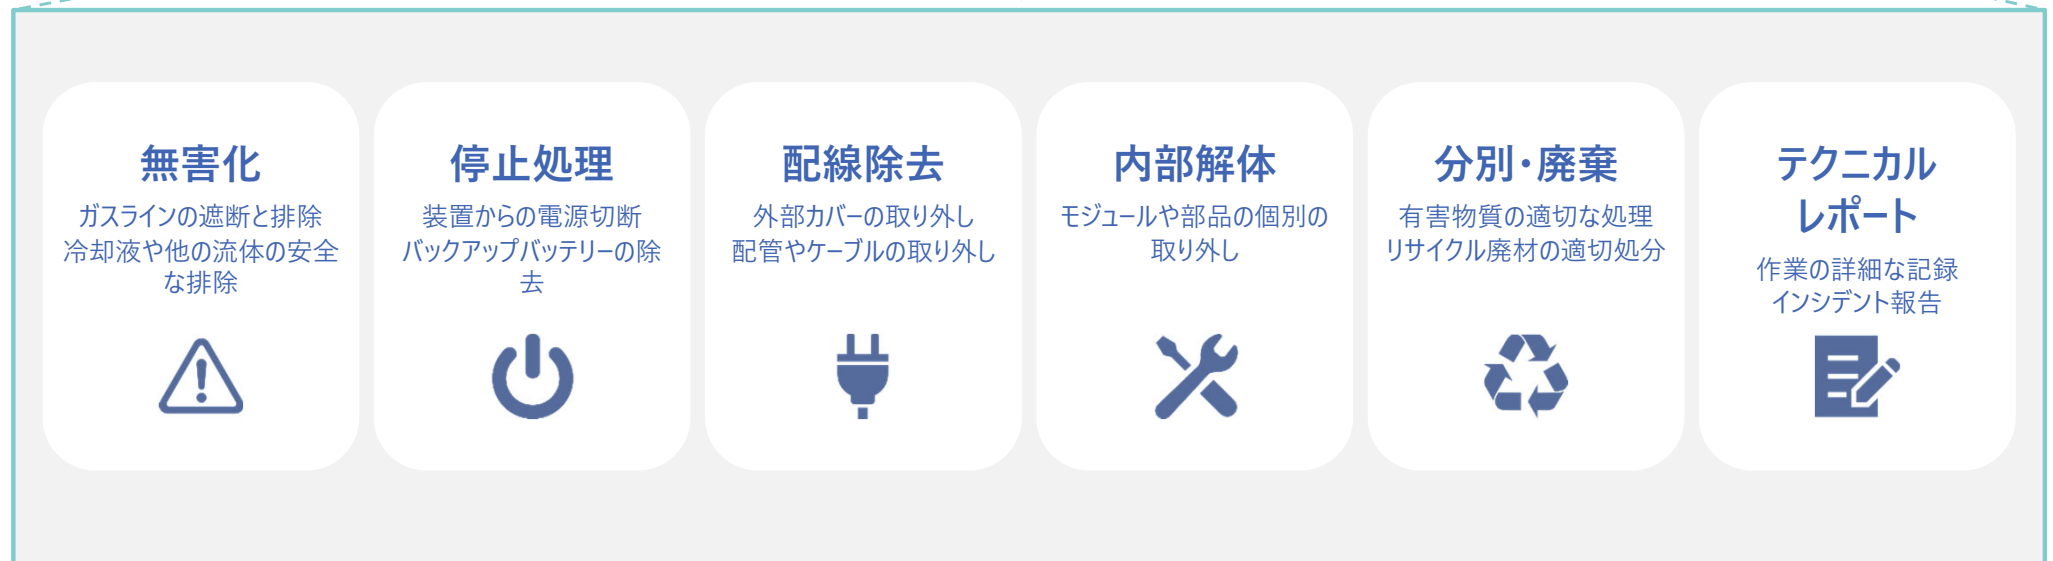 無害化
ガスラインの遮断と排除
冷却液や他の流体の安全
な排除
停止処理
装置からの電源切断
バックアップバッテリーの除
去
配線除去
外部カバーの取り外し
配管やケーブルの取り外し
内部解体
モジュールや部品の個別の
取り外し
分別・廃棄
有害物質の適切な処理
リサイクル廃材の適切処分
テクニカル
レポート
作業の詳細な記録
インシデント報告